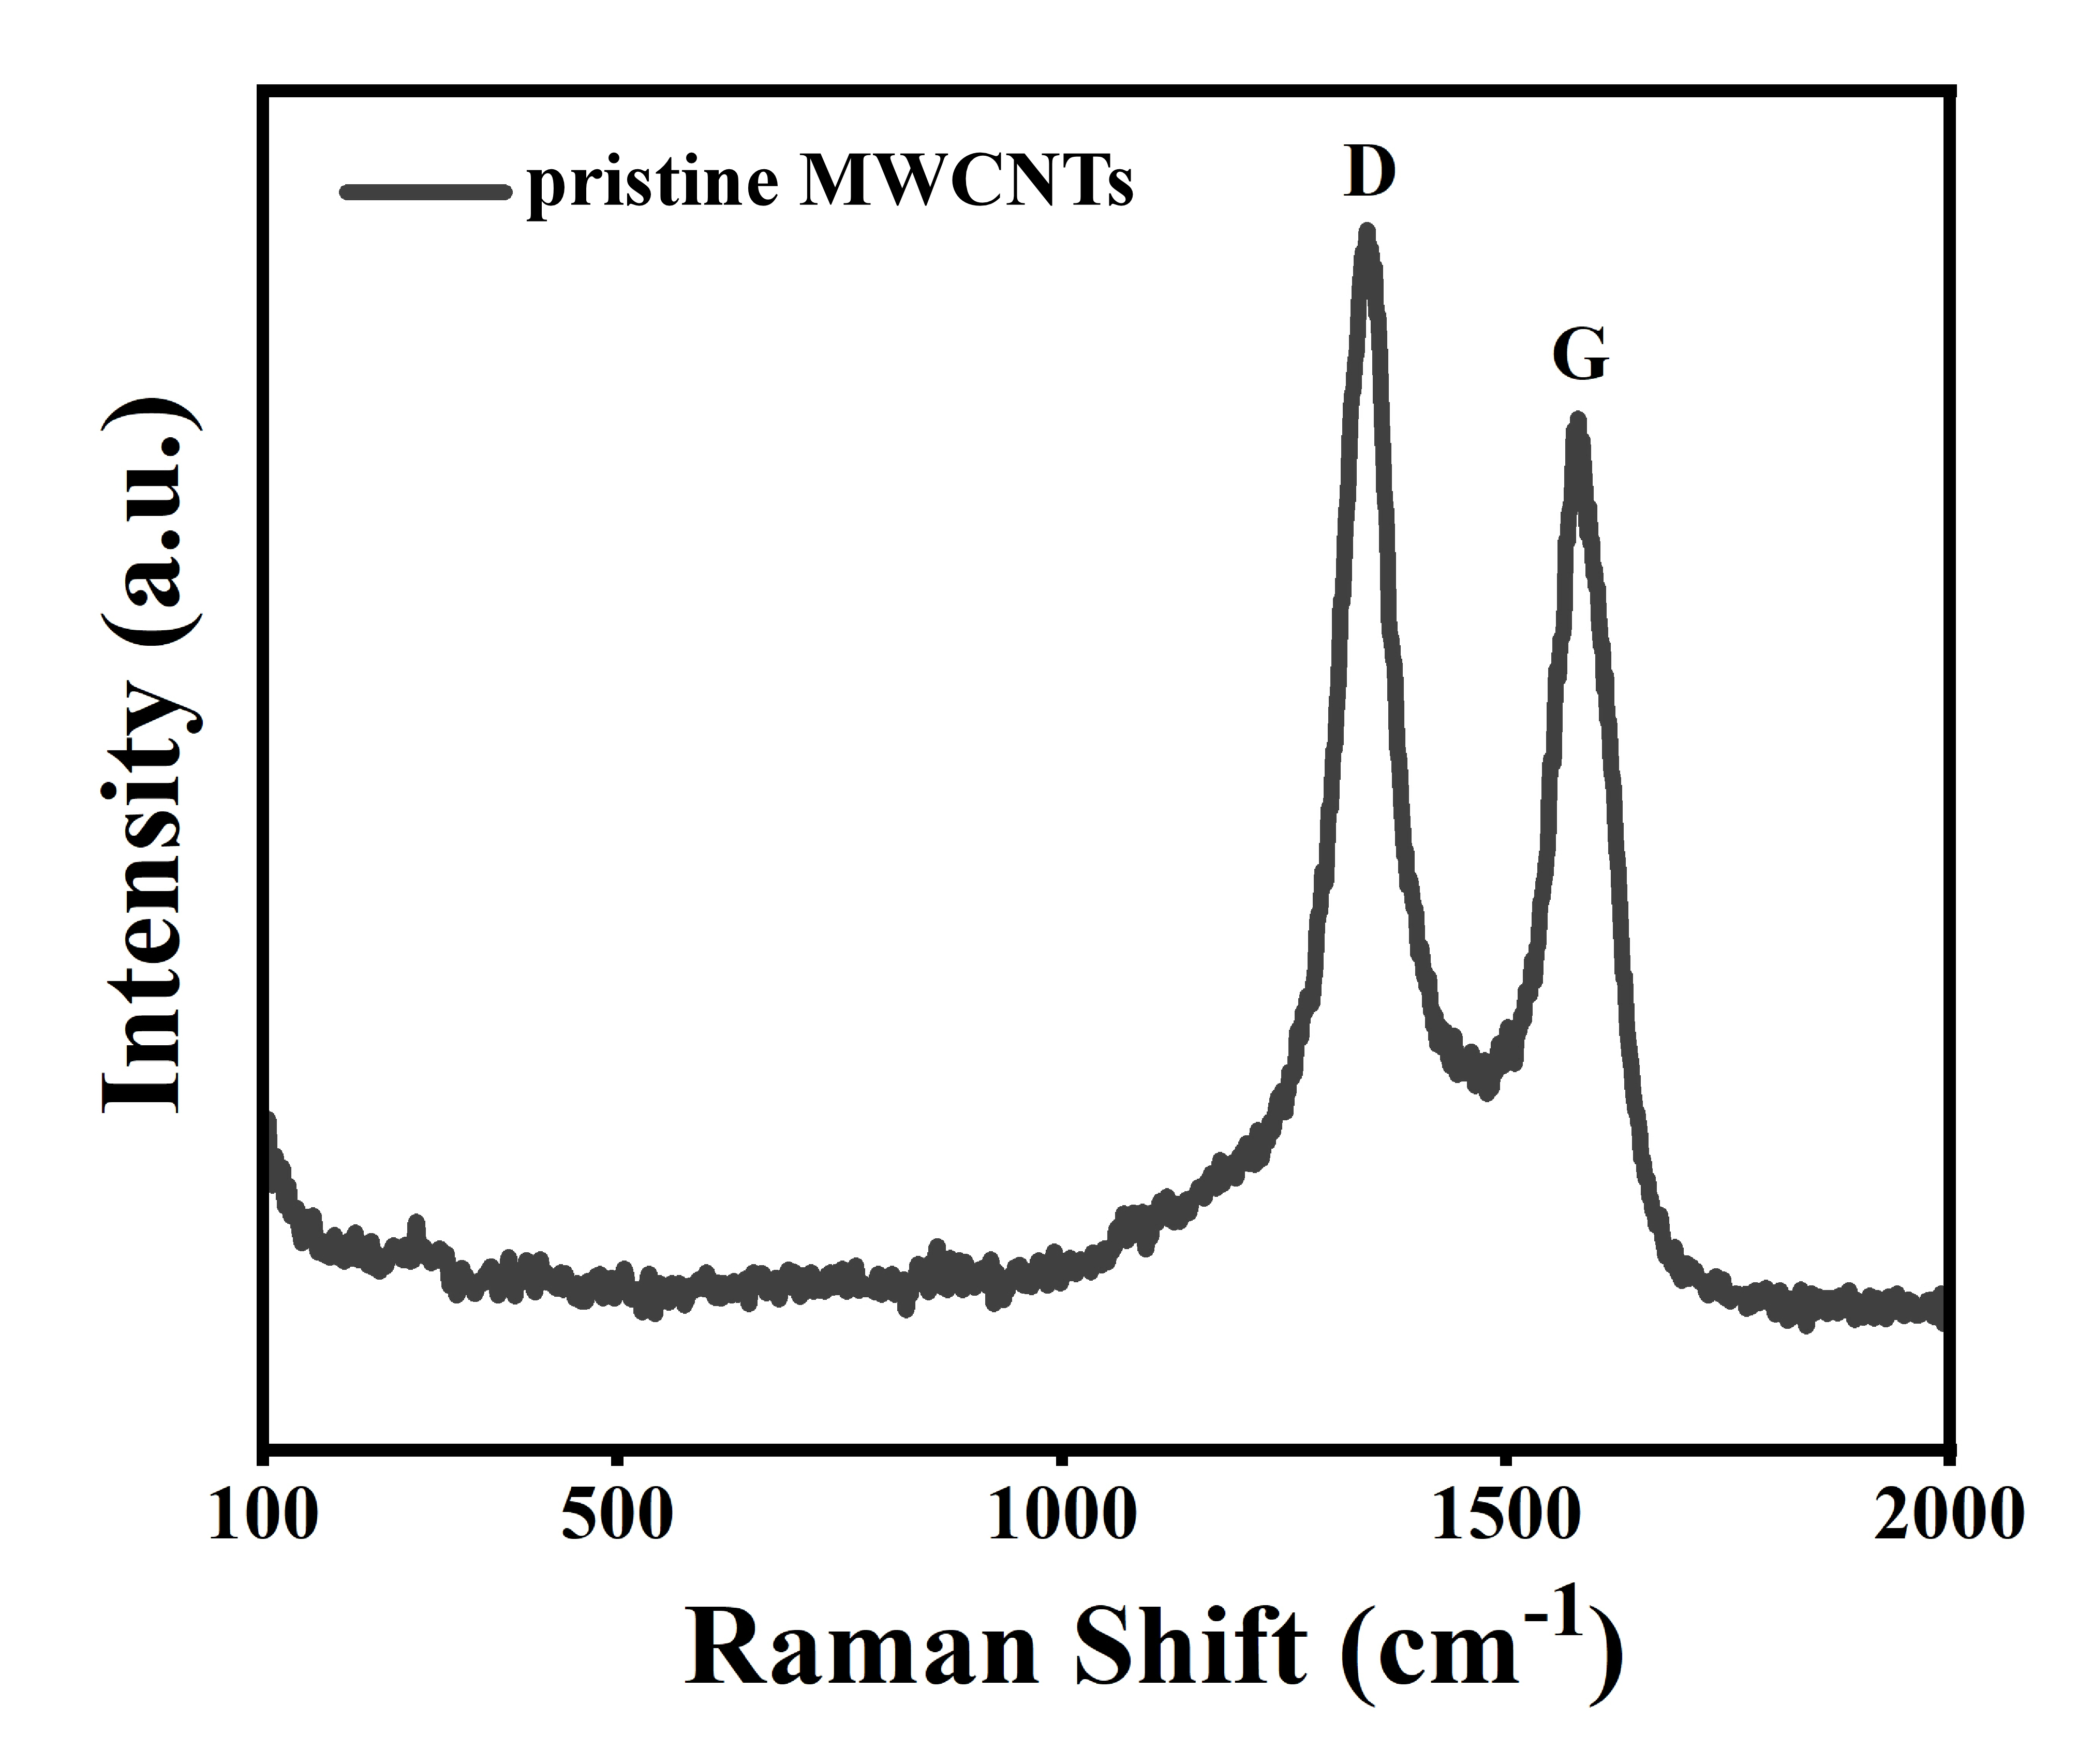 pristine MWCNTs
D
G
Intensity (a.u.)
100 500 1000 1500 2000
Raman Shift (cm⁻¹)